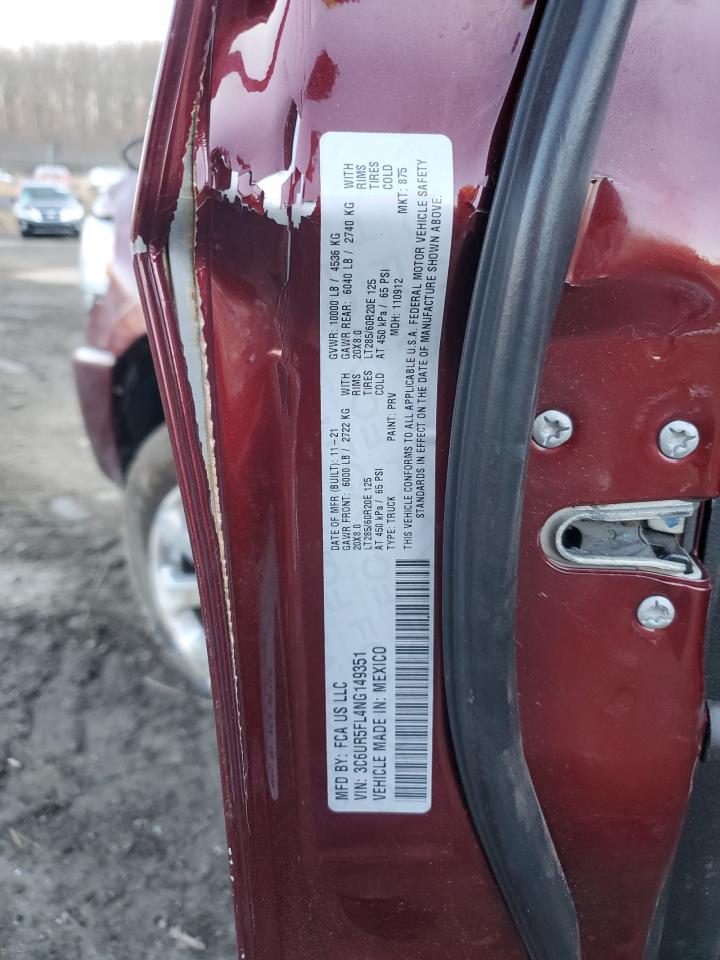 MFD BY: FCA US LLC
VIN: 3C6UR5FL4NG149351
VEHICLE MADE IN: MEXICO
DATE OF MFR (BUILT): 11-21 GVWR: 10000 LB / 4536 KG
GAWR FRONT: 6000 LB / 2722 KG WITH GAWR REAR: 6040 LB / 2740 KG WITH
20X8.0 RIMS 20X8.0 RIMS
LT285/60R20E 125 TIRES LT285/60R20E 125 TIRES
AT 450 kPa / 65 PSI COLD AT 450 kPa / 65 PSI COLD
TYPE: TRUCK PAINT: PRV MDH: 110912 MKT: 875
THIS VEHICLE CONFORMS TO ALL APPLICABLE U.S.A. FEDERAL MOTOR VEHICLE SAFETY
STANDARDS IN EFFECT ON THE DATE OF MANUFACTURE SHOWN ABOVE.